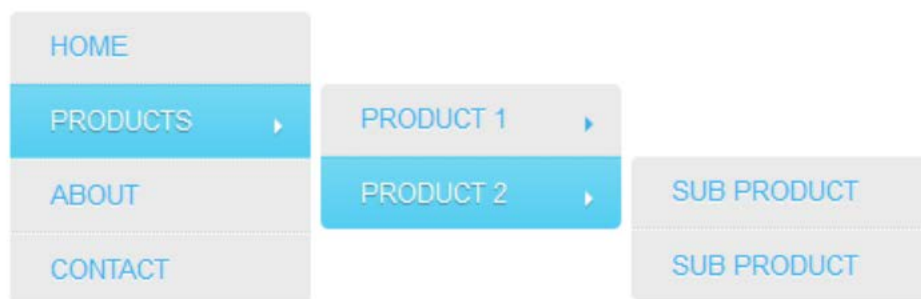 HOME
PRODUCTS
ABOUT
CONTACT
PRODUCT 1
PRODUCT 2
SUB PRODUCT
SUB PRODUCT